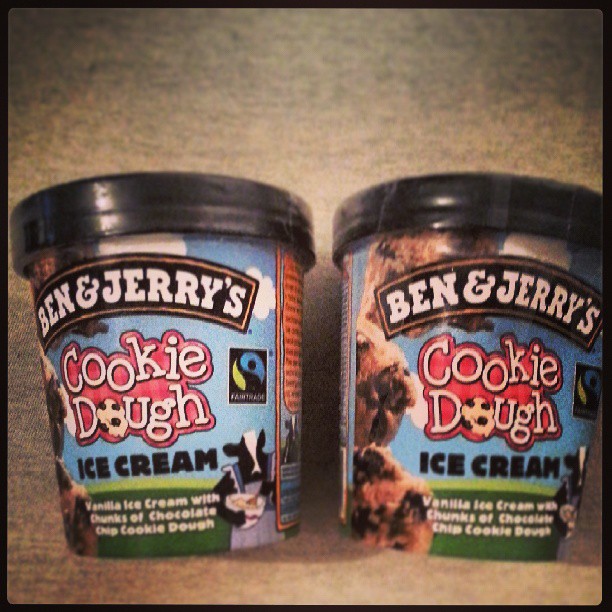 BEN & JERRY'S
Cookie
Dough
FAIRTRADE
ICE CREAM
Vanilla Ice Cream with
Chunks of Chocolate
Chip Cookie Dough
BEN & JERRY'S
Cookie
Dough
ICE CREAM
Vanilla Ice Cream with
Chunks of Chocolate
Chip Cookie Dough